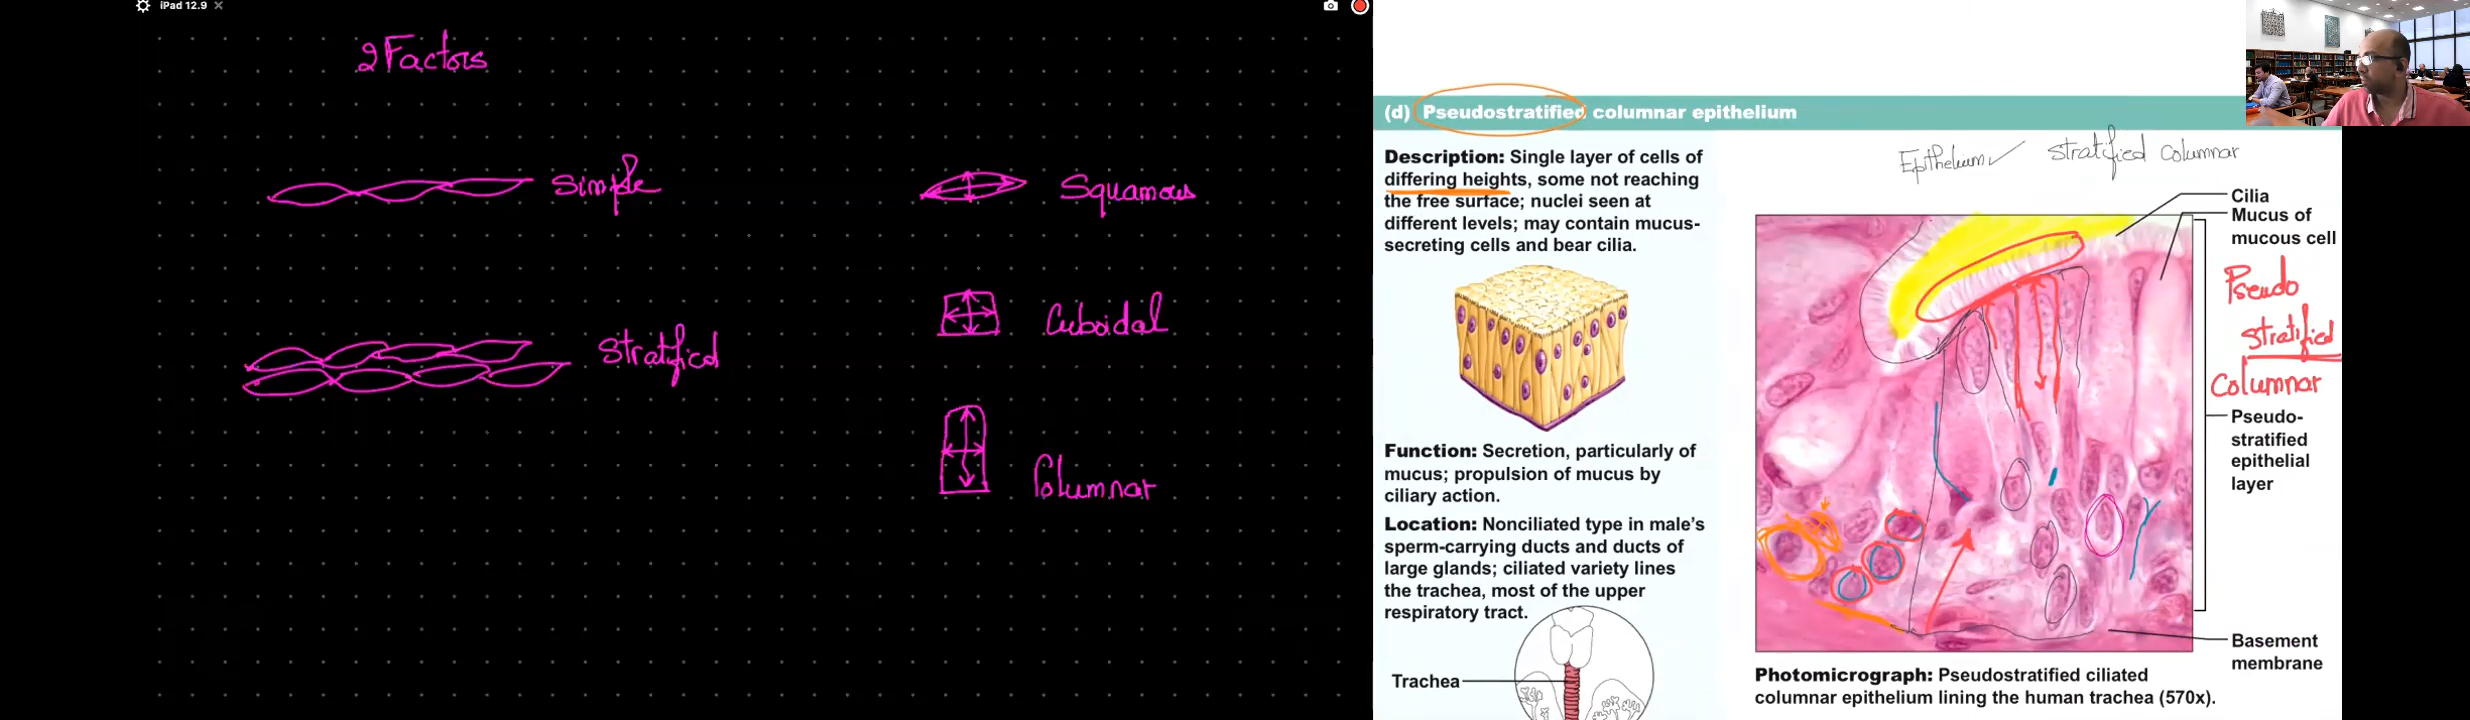 iPad 12.9
2 Factors
Simple
Stratified
Squamous
Cuboidal
Columnar
(d) Pseudostratified columnar epithelium
Description: Single layer of cells of
differing heights, some not reaching
the free surface; nuclei seen at
different levels; may contain mucus-
secreting cells and bear cilia.
Function: Secretion, particularly of
mucus; propulsion of mucus by
ciliary action.
Location: Nonciliated type in male's
sperm-carrying ducts and ducts of
large glands; ciliated variety lines
the trachea, most of the upper
respiratory tract.
Trachea
Epithelium ✓ Stratified Columnar
Cilia
Mucus of
mucous cell
Pseudo
Stratified
Columnar
Pseudo-
stratified
epithelial
layer
Basement
membrane
Photomicrograph: Pseudostratified ciliated
columnar epithelium lining the human trachea (570x).